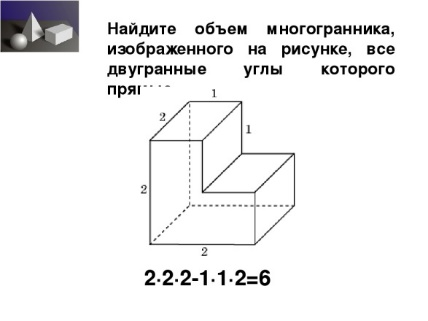 Найдите объем многогранника,
изображенного на рисунке, все
двугранные углы которого
1
2
1
2
2
2·2·2-1·1·2=6